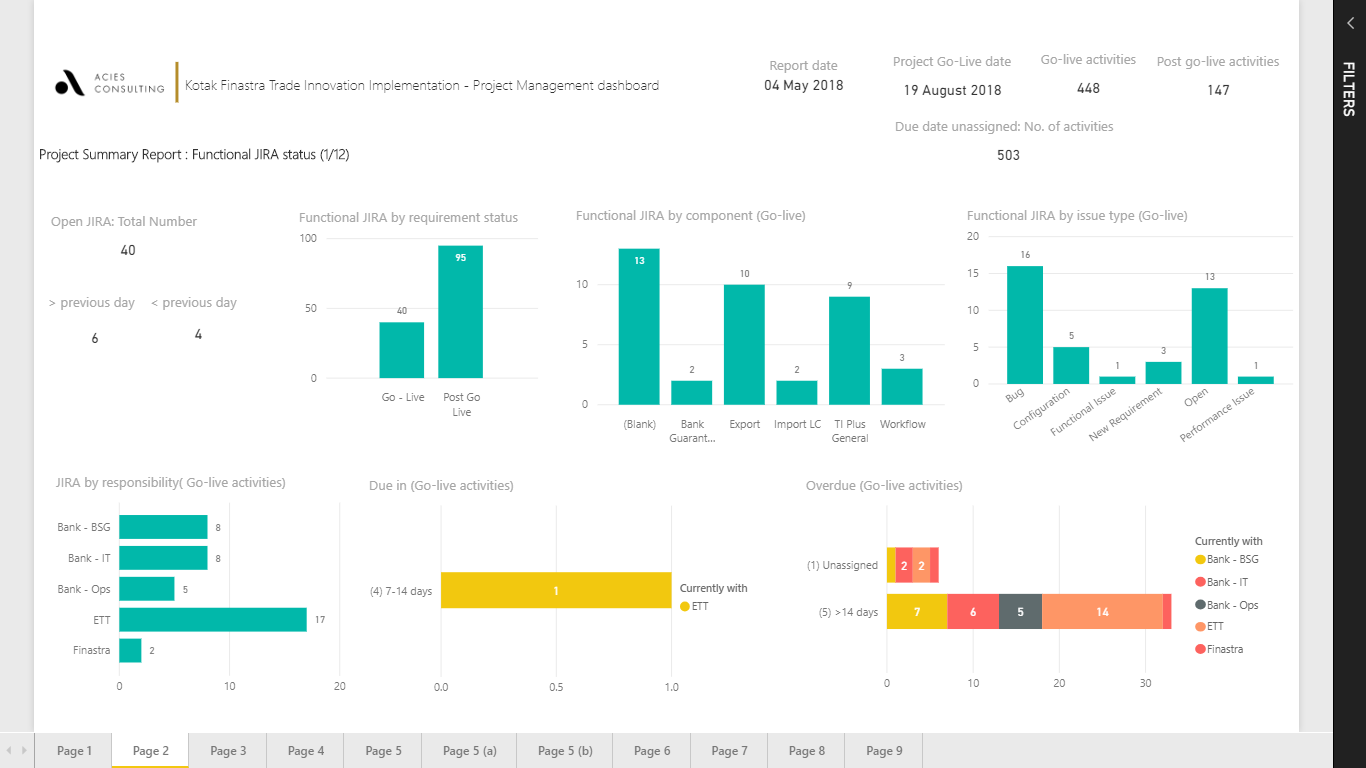 ACIES
CONSULTING
Kotak Finastra Trade Innovation Implementation - Project Management dashboard
Report date
04 May 2018
Project Go-Live date
19 August 2018
Go-live activities
448
Post go-live activities
147
Due date unassigned: No. of activities
503
FILTERS
Project Summary Report : Functional JIRA status (1/12)
Open JIRA: Total Number
40
> previous day
6
< previous day
4
Functional JIRA by requirement status
100
50
0
40
95
Go - Live
Post Go
Live
Functional JIRA by component (Go-live)
10
5
0
13
2
10
2
9
3
(Blank)
Bank
Guarant...
Export
Import LC
TI Plus
General
Workflow
Functional JIRA by issue type (Go-live)
20
15
10
5
0
16
5
1
3
13
1
Bug
Configuration
Functional Issue
New Requirement
Open
Performance Issue
JIRA by responsibility( Go-live activities)
Bank - BSG 8
Bank - IT 8
Bank - Ops 5
ETT 17
Finastra 2
0 10 20
Due in (Go-live activities)
(4) 7-14 days
1
0.0 0.5 1.0
Currently with
ETT
Overdue (Go-live activities)
(1) Unassigned
2 2
(5) >14 days
7 6 5 14
0 10 20 30
Currently with
Bank - BSG
Bank - IT
Bank - Ops
ETT
Finastra
Page 1 Page 2 Page 3 Page 4 Page 5 Page 5 (a) Page 5 (b) Page 6 Page 7 Page 8 Page 9